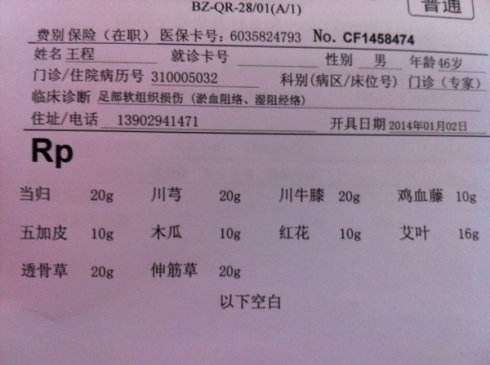 BZ-QR-28/01(A/1)
普通
费别 保险（在职） 医保卡号：6035824793 No. CF1458474
姓名 王程 就诊卡号 性别 男 年龄 46岁
门诊/住院病历号 310005032 科别(病区/床位号) 门诊（专家）
临床诊断 足部软组织损伤（淤血阻络、湿阻经络）
住址/电话 13902941471 开具日期 2014年01月02日
Rp
当归 20g 川芎 20g 川牛膝 20g 鸡血藤 10g
五加皮 10g 木瓜 10g 红花 10g 艾叶 16g
透骨草 20g 伸筋草 20g
以下空白